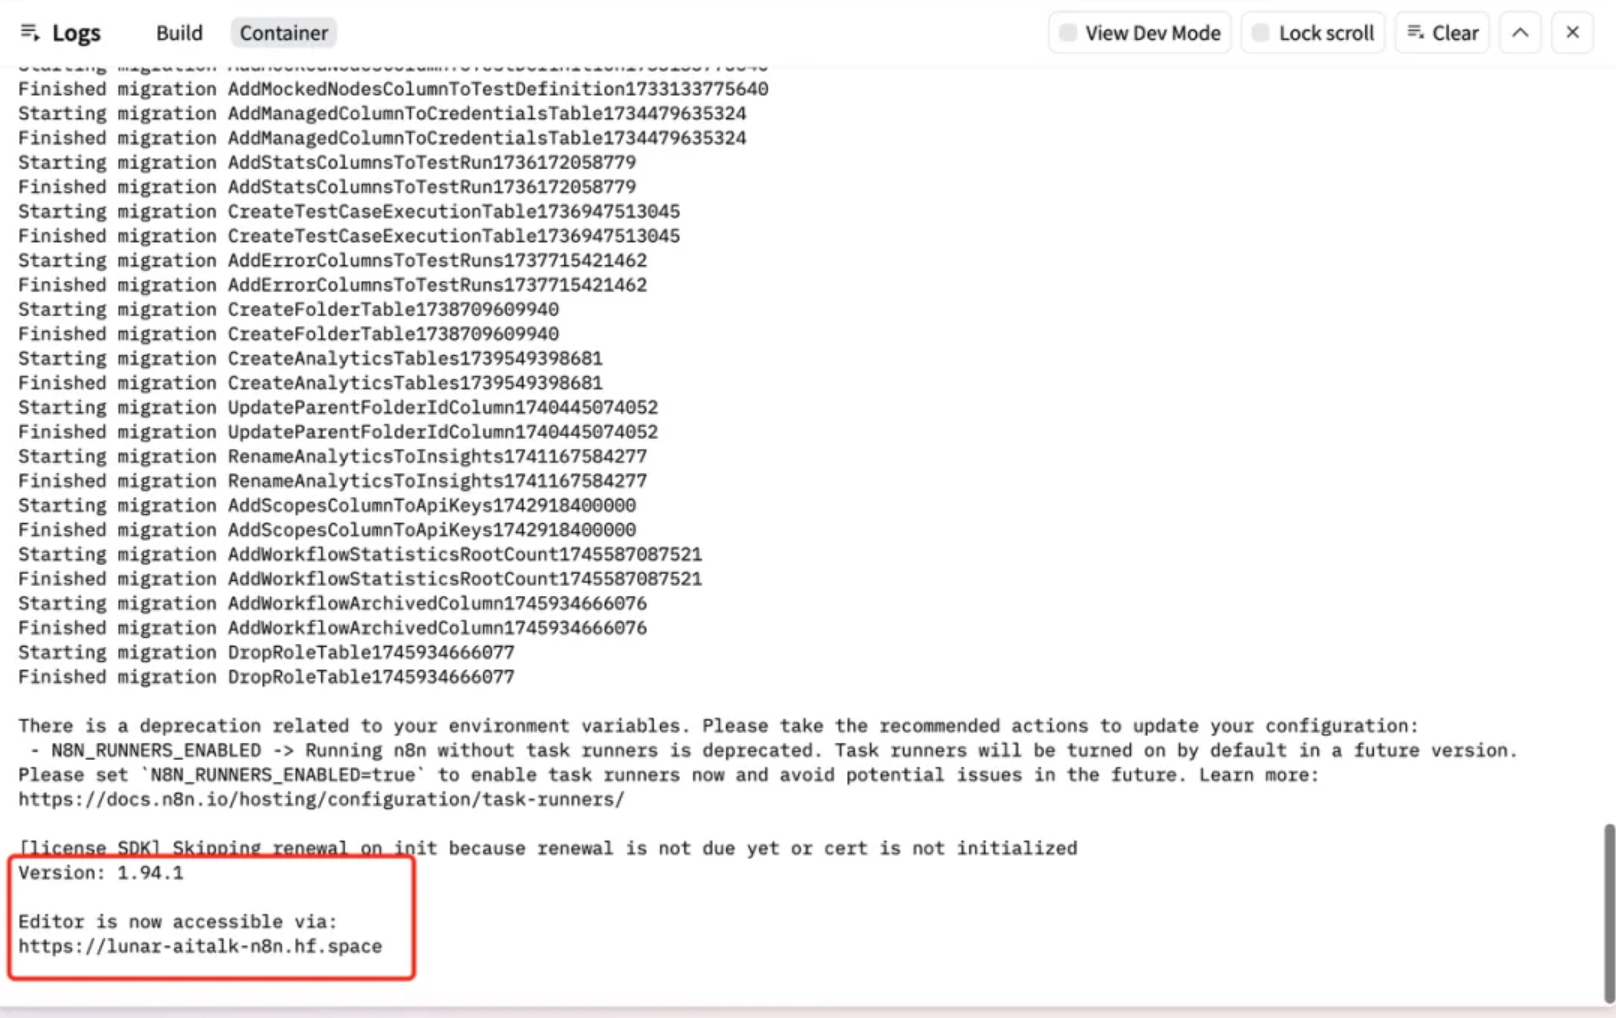 Logs Build Container View Dev Mode Lock scroll Clear
Starting migration AddMockedNodesColumnToTestDefinition1733133775640
Finished migration AddMockedNodesColumnToTestDefinition1733133775640
Starting migration AddManagedColumnToCredentialsTable1734479635324
Finished migration AddManagedColumnToCredentialsTable1734479635324
Starting migration AddStatsColumnsToTestRun1736172058779
Finished migration AddStatsColumnsToTestRun1736172058779
Starting migration CreateTestCaseExecutionTable1736947513045
Finished migration CreateTestCaseExecutionTable1736947513045
Starting migration AddErrorColumnsToTestRuns1737715421462
Finished migration AddErrorColumnsToTestRuns1737715421462
Starting migration CreateFolderTable1738709609940
Finished migration CreateFolderTable1738709609940
Starting migration CreateAnalyticsTables1739549398681
Finished migration CreateAnalyticsTables1739549398681
Starting migration UpdateParentFolderIdColumn1740445074052
Finished migration UpdateParentFolderIdColumn1740445074052
Starting migration RenameAnalyticsToInsights1741167584277
Finished migration RenameAnalyticsToInsights1741167584277
Starting migration AddScopesColumnToApiKeys1742918400000
Finished migration AddScopesColumnToApiKeys1742918400000
Starting migration AddWorkflowStatisticsRootCount1745587087521
Finished migration AddWorkflowStatisticsRootCount1745587087521
Starting migration AddWorkflowArchivedColumn1745934666076
Finished migration AddWorkflowArchivedColumn1745934666076
Starting migration DropRoleTable1745934666077
Finished migration DropRoleTable1745934666077
There is a deprecation related to your environment variables. Please take the recommended actions to update your configuration:
- N8N_RUNNERS_ENABLED -> Running n8n without task runners is deprecated. Task runners will be turned on by default in a future version.
Please set `N8N_RUNNERS_ENABLED=true` to enable task runners now and avoid potential issues in the future. Learn more:
https://docs.n8n.io/hosting/configuration/task-runners/
[license SDK] Skipping renewal on init because renewal is not due yet or cert is not initialized
Version: 1.94.1
Editor is now accessible via:
https://lunar-aitalk-n8n.hf.space